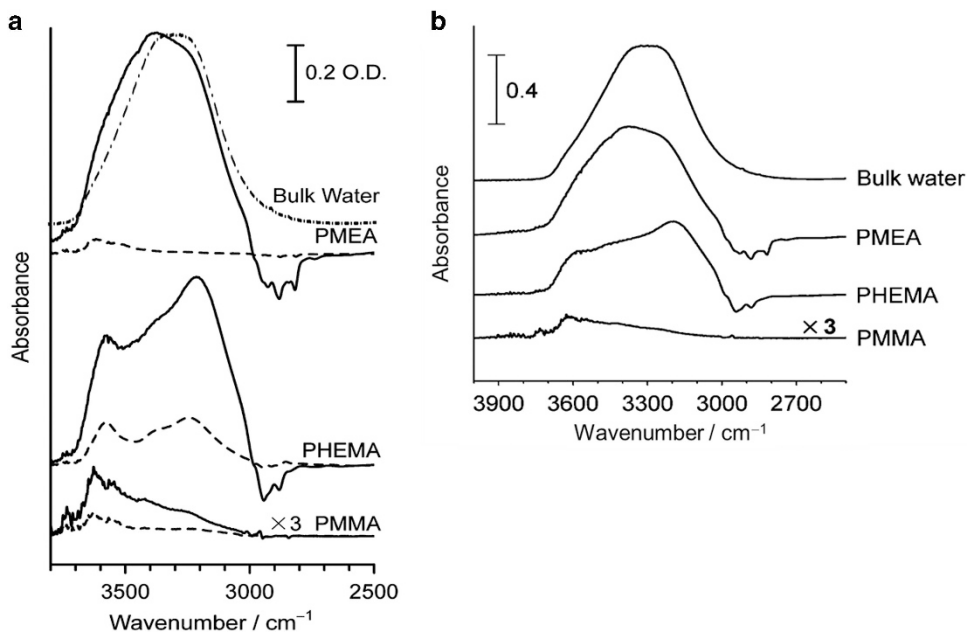 a
0.2 O.D.
Bulk Water
PMEA
PHEMA
×3 PMMA
Absorbance
3500 3000 2500
Wavenumber / cm⁻¹
b
0.4
Bulk water
PMEA
PHEMA
×3
PMMA
Absorbance
3900 3600 3300 3000 2700
Wavenumber / cm⁻¹